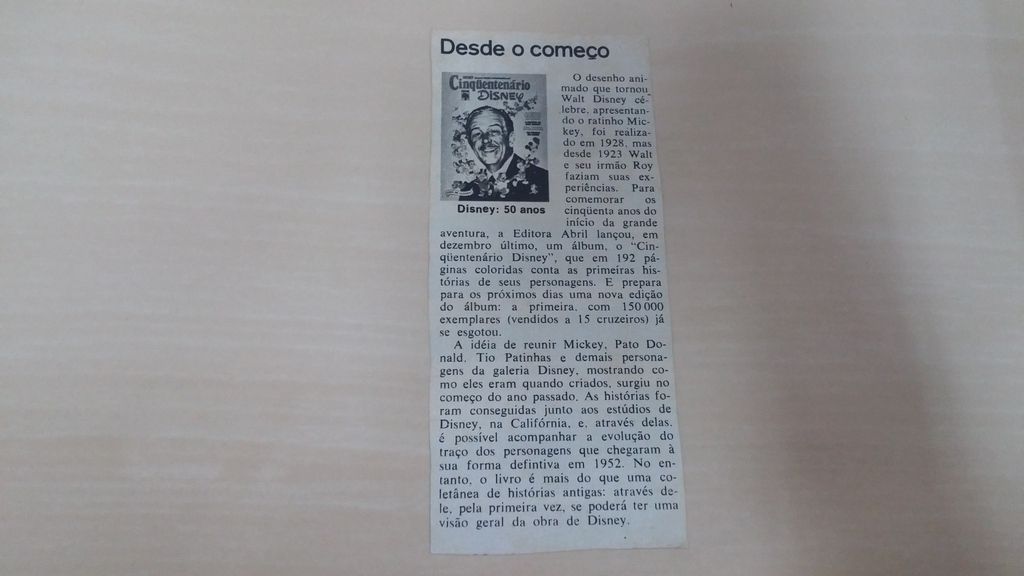 Desde o começo
Cinqüentenário
DISNEY
Disney: 50 anos
O desenho ani-
mado que tornou
Walt Disney cé-
lebre, apresentan-
do o ratinho Mic-
key, foi realiza-
do em 1928, mas
desde 1923 Walt
e seu irmão Roy
faziam suas ex-
periências. Para
comemorar os
cinqüenta anos do
início da grande
aventura, a Editora Abril lançou, em
dezembro último, um álbum, o "Cin-
qüentenário Disney", que em 192 pá-
ginas coloridas conta as primeiras his-
tórias de seus personagens. E prepara
para os próximos dias uma nova edição
do álbum: a primeira, com 150 000
exemplares (vendidos a 15 cruzeiros) já
se esgotou.
A idéia de reunir Mickey, Pato Do-
nald, Tio Patinhas e demais persona-
gens da galeria Disney, mostrando co-
mo eles eram quando criados, surgiu no
começo do ano passado. As histórias fo-
ram conseguidas junto aos estúdios de
Disney, na Califórnia, e, através delas,
é possível acompanhar a evolução do
traço dos personagens que chegaram à
sua forma defintiva em 1952. No en-
tanto, o livro é mais do que uma co-
letânea de histórias antigas: através de-
le, pela primeira vez, se poderá ter uma
visão geral da obra de Disney.